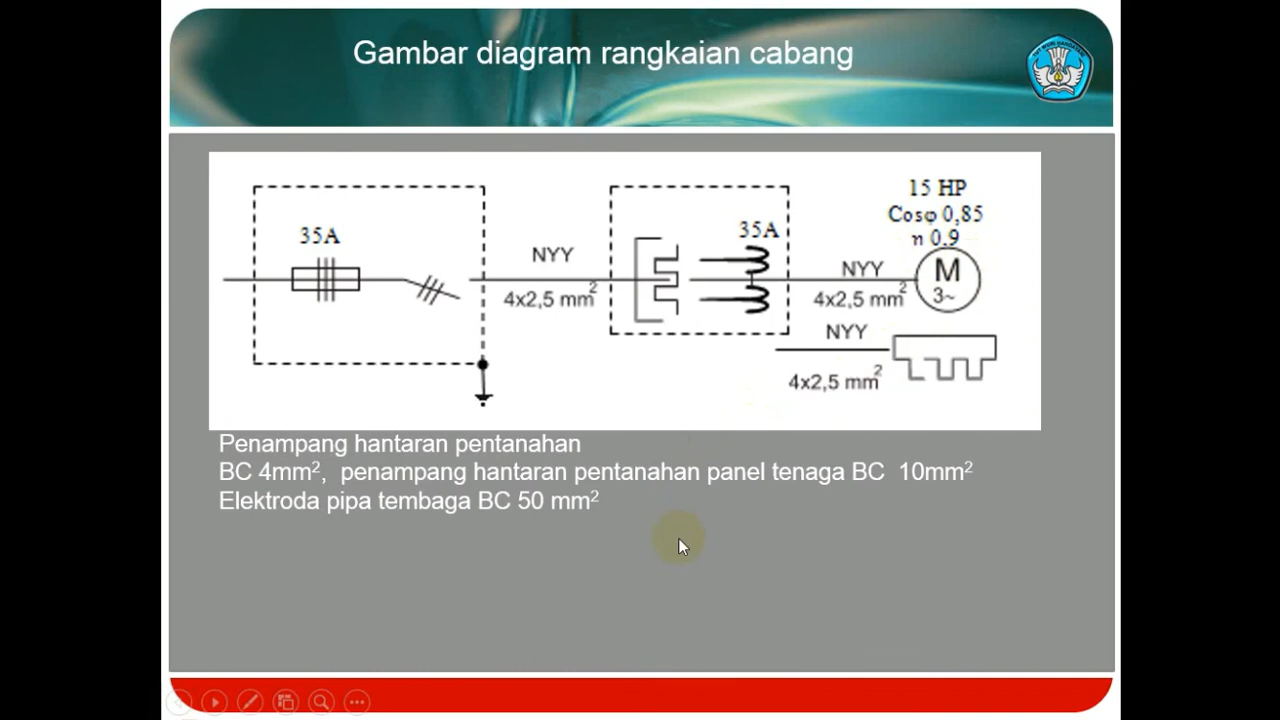 Gambar diagram rangkaian cabang
15 HP
Cosφ 0,85
η 0,9
35A
35A
NYY
4x2,5 mm²
NYY
4x2,5 mm²
M
3~
NYY
4x2,5 mm²
Penampang hantaran pentanahan
BC 4mm², penampang hantaran pentanahan panel tenaga BC 10mm²
Elektroda pipa tembaga BC 50 mm²